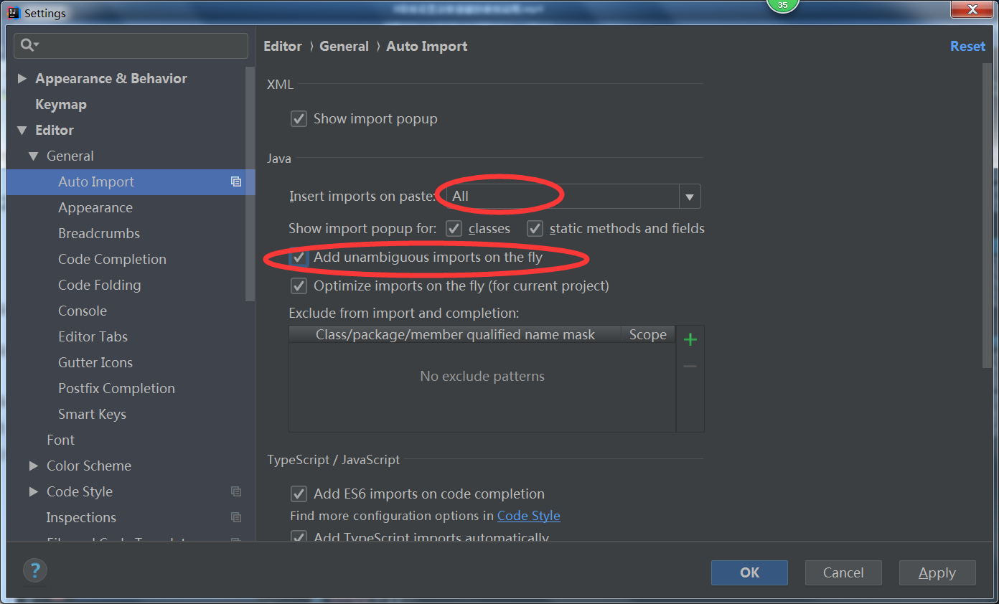 Settings
35
Editor 〉 General 〉 Auto Import
Reset
Appearance & Behavior
Keymap
Editor
General
Auto Import
Appearance
Breadcrumbs
Code Completion
Code Folding
Console
Editor Tabs
Gutter Icons
Postfix Completion
Smart Keys
Font
Color Scheme
Code Style
Inspections
XML
Show import popup
Java
Insert imports on paste: All
Show import popup for: classes static methods and fields
Add unambiguous imports on the fly
Optimize imports on the fly (for current project)
Exclude from import and completion:
Class/package/member qualified name mask Scope
No exclude patterns
TypeScript / JavaScript
Add ES6 imports on code completion
Find more configuration options in Code Style
Add TypeScript imports automatically
?
OK Cancel Apply